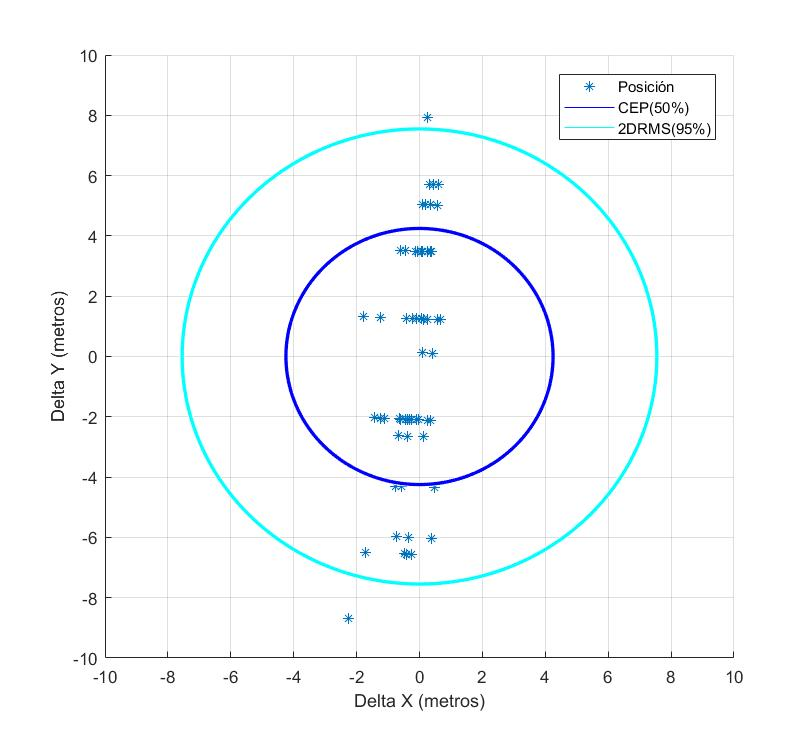 10
8
6
4
2
0
-2
-4
-6
-8
-10
Delta Y (metros)
Posición
CEP(50%)
2DRMS(95%)
-10 -8 -6 -4 -2 0 2 4 6 8 10
Delta X (metros)